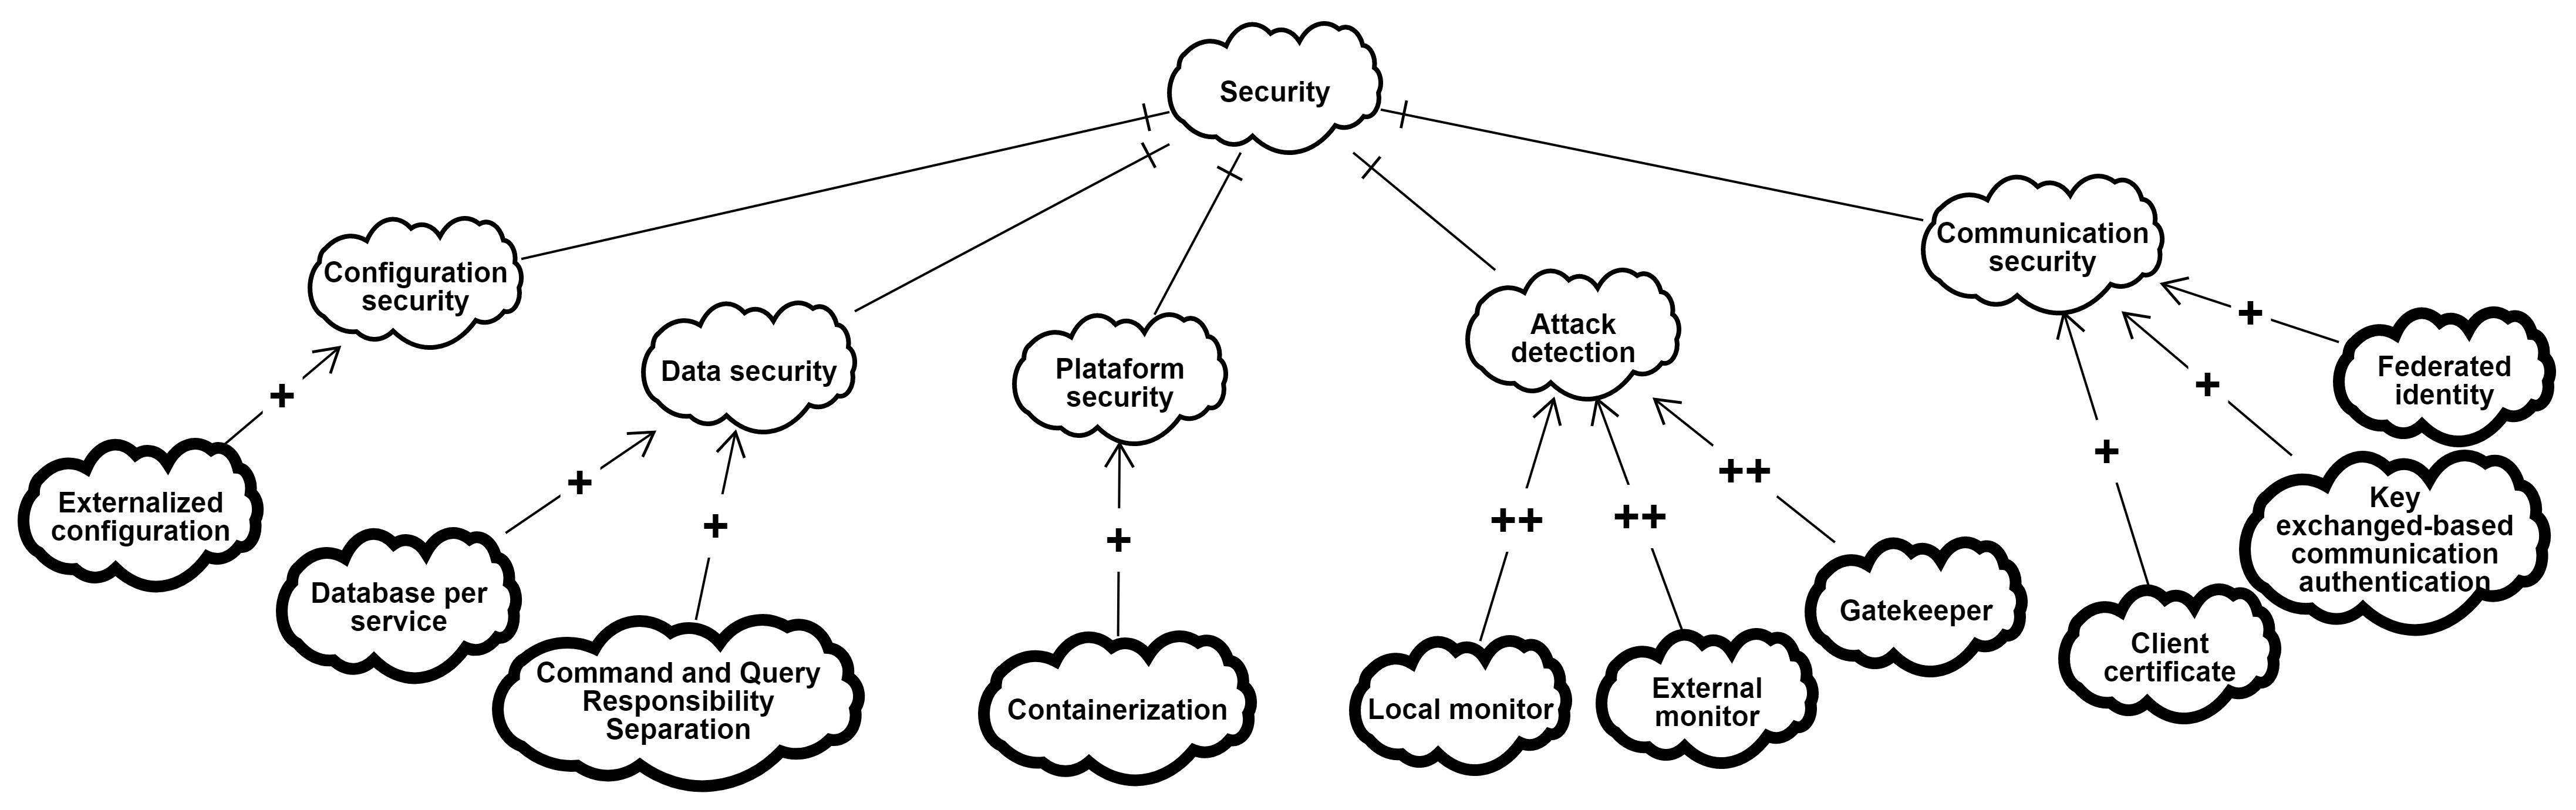 Security
Configuration
security
Data security
Plataform
security
Attack
detection
Communication
security
+
+
+
+
++
++
++
+
+
+
Externalized
configuration
Database per
service
Command and Query
Responsibility
Separation
Containerization
Local monitor
External
monitor
Gatekeeper
Client
certificate
Key
exchanged-based
communication
authentication
Federated
identity